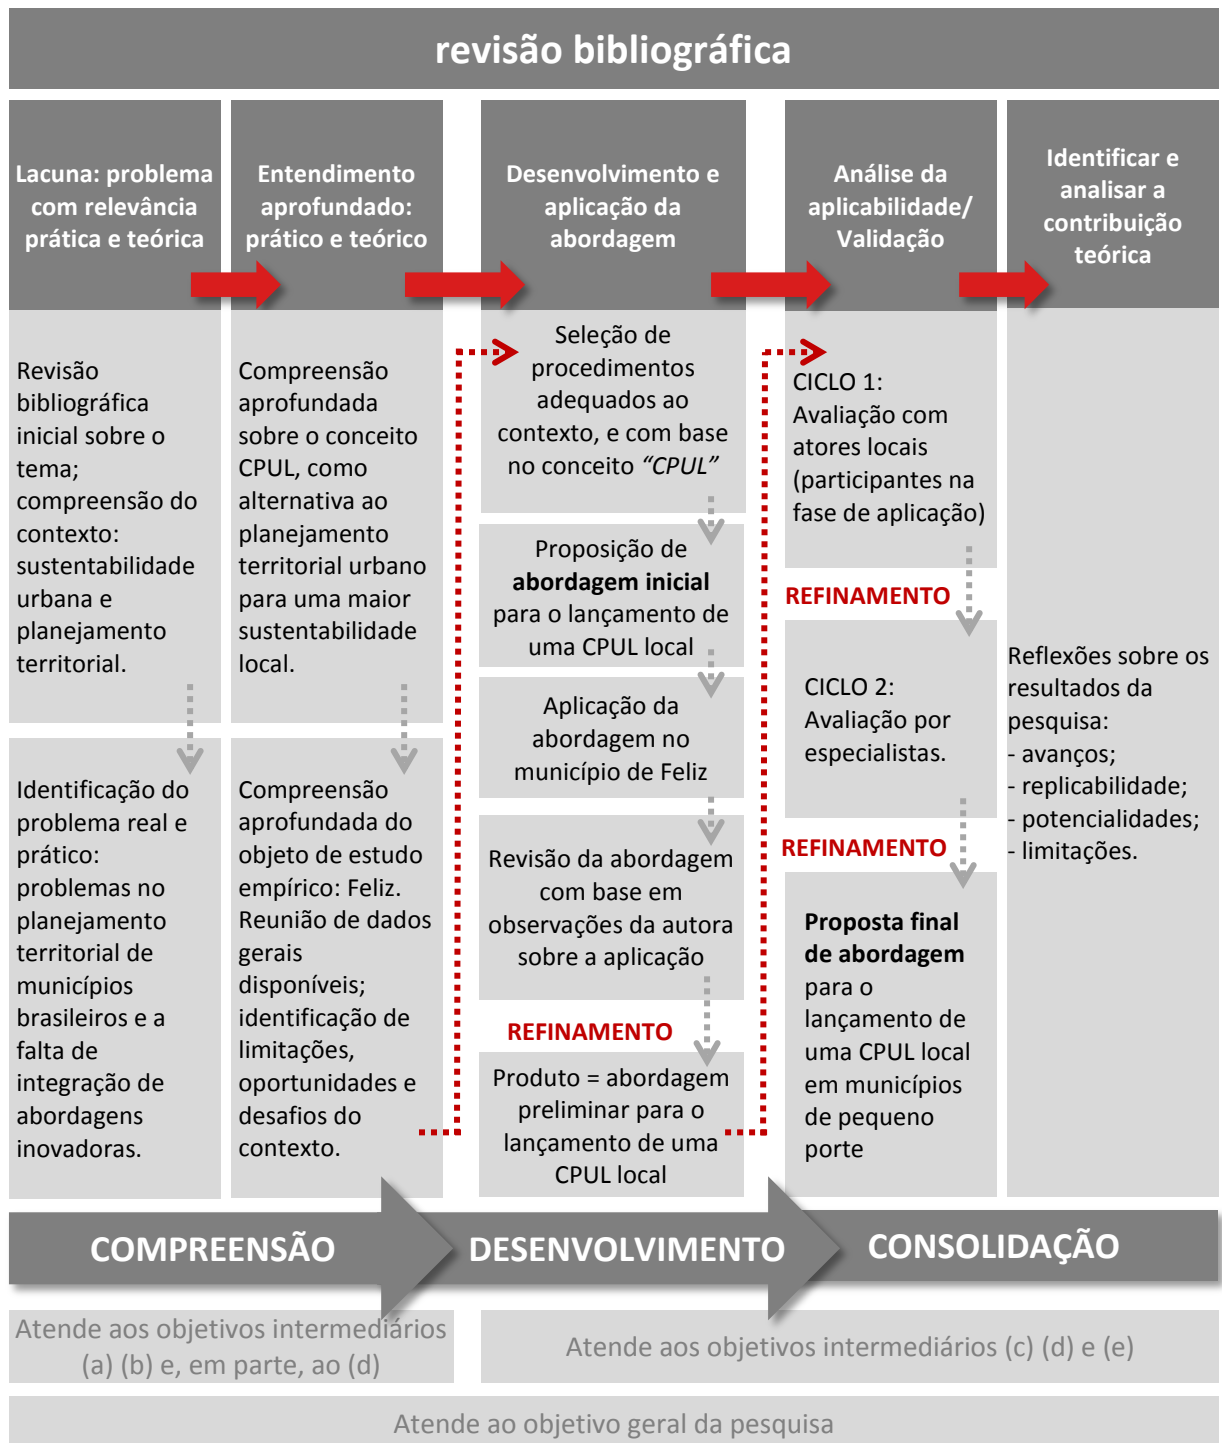 revisão bibliográfica
Lacuna: problema
com relevância
prática e teórica
Entendimento
aprofundado:
prático e teórico
Desenvolvimento e
aplicação da
abordagem
Análise da
aplicabilidade/
Validação
Identificar e
analisar a
contribuição
teórica
Revisão
bibliográfica
inicial sobre o
tema;
compreensão do
contexto:
sustentabilidade
urbana e
planejamento
territorial.
Identificação do
problema real e
prático:
problemas no
planejamento
territorial de
municípios
brasileiros e a
falta de
integração de
abordagens
inovadoras.
Compreensão
aprofundada
sobre o conceito
CPUL, como
alternativa ao
planejamento
territorial urbano
para uma maior
sustentabilidade
local.
Compreensão
aprofundada do
objeto de estudo
empírico: Feliz.
Reunião de dados
gerais
disponíveis;
identificação de
limitações,
oportunidades e
desafios do
contexto.
Seleção de
procedimentos
adequados ao
contexto, e com base
no conceito “CPUL”
Proposição de
abordagem inicial
para o lançamento de
uma CPUL local
Aplicação da
abordagem no
município de Feliz
Revisão da abordagem
com base em
observações da autora
sobre a aplicação
REFINAMENTO
Produto = abordagem
preliminar para o
lançamento de uma
CPUL local
CICLO 1:
Avaliação com
atores locais
(participantes na
fase de aplicação)
REFINAMENTO
CICLO 2:
Avaliação por
especialistas.
REFINAMENTO
Proposta final
de abordagem
para o
lançamento de
uma CPUL local
em municípios
de pequeno
porte
Reflexões sobre os
resultados da
pesquisa:
- avanços;
- replicabilidade;
- potencialidades;
- limitações.
COMPREENSÃO
DESENVOLVIMENTO
CONSOLIDAÇÃO
Atende aos objetivos intermediários
(a) (b) e, em parte, ao (d)
Atende aos objetivos intermediários (c) (d) e (e)
Atende ao objetivo geral da pesquisa